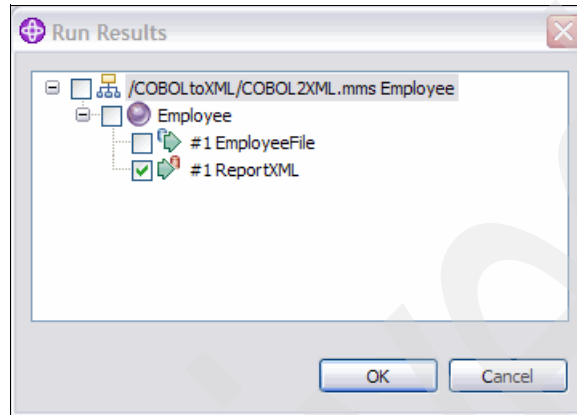 Run Results
/COBOLtoXML/COBOL2XML.mms Employee
Employee
#1 EmployeeFile
#1 ReportXML
OK Cancel